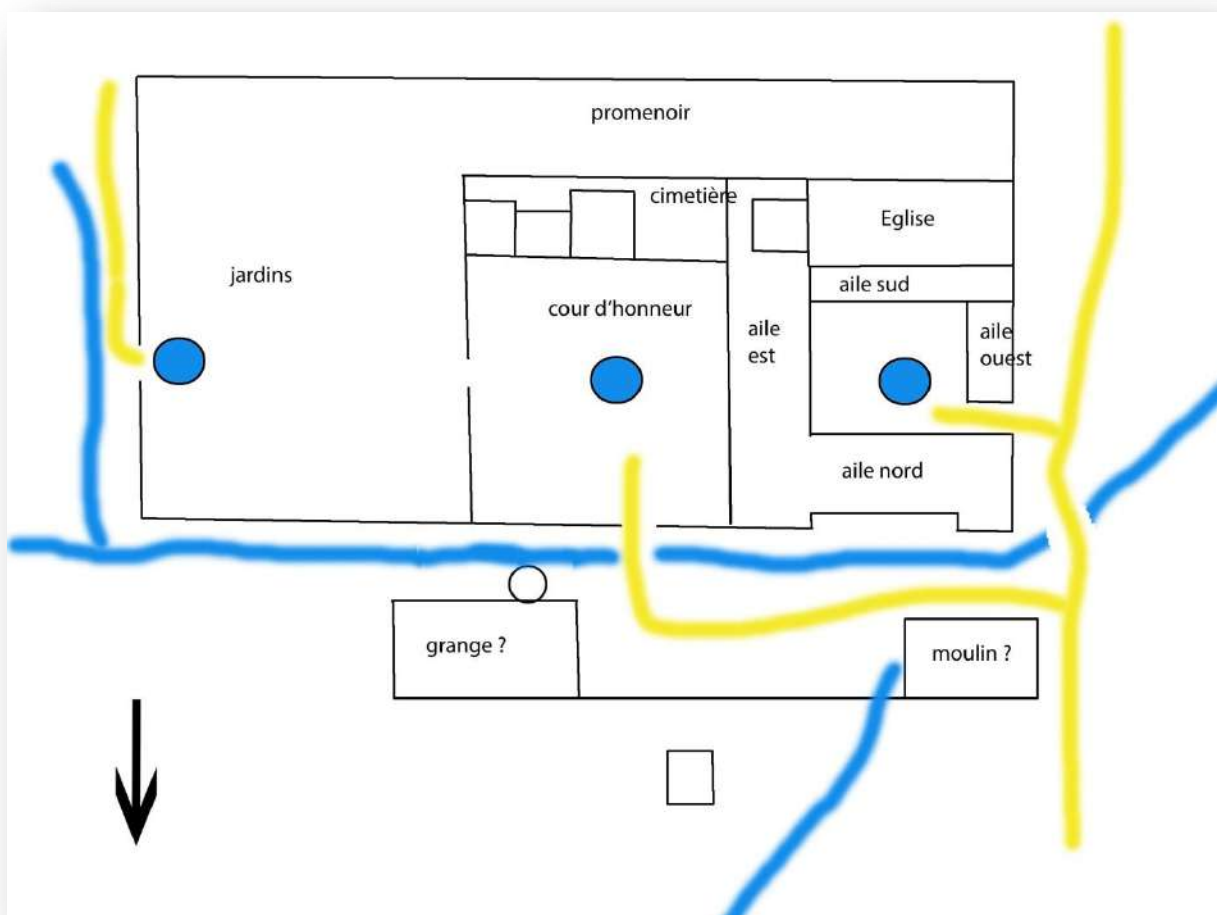 promenoir
cimetière
Eglise
jardins
aile sud
cour d'honneur
aile
est
aile
ouest
aile nord
grange ?
moulin ?